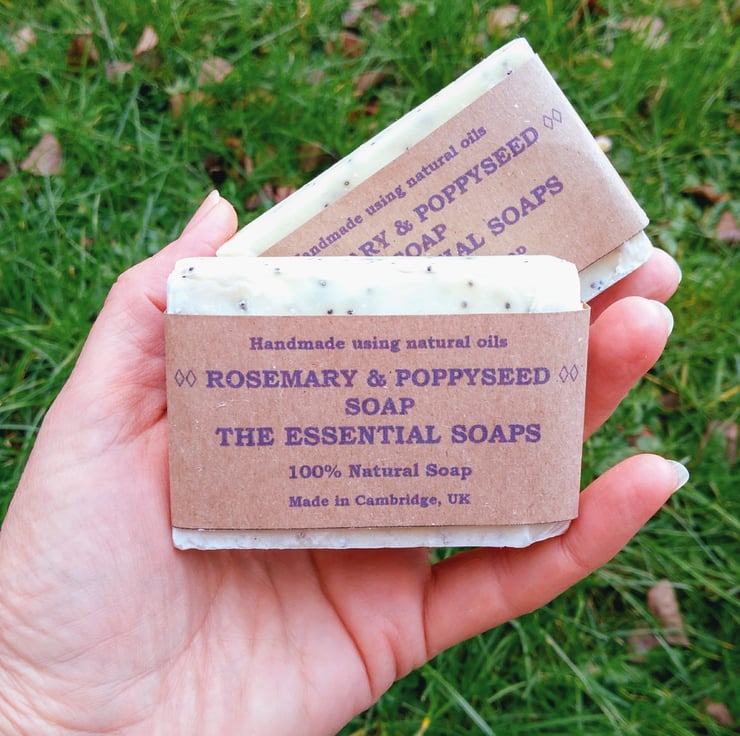 Handmade using natural oils
◊◊ ROSEMARY & POPPYSEED ◊◊
SOAP
THE ESSENTIAL SOAPS
100% Natural Soap
Made in Cambridge, UK
using natural oils
& POPPYSEED ◊◊
SOAPS